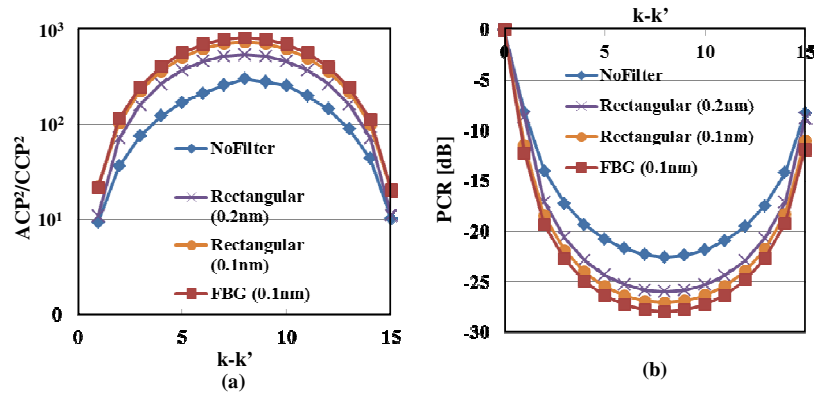 10³
10²
10¹
0
ACP²/CCP²
NoFilter
Rectangular
(0.2nm)
Rectangular
(0.1nm)
FBG (0.1nm)
0
5
10
15
k-k’
(a)
k-k’
0
5
10
15
0
-5
-10
-15
-20
-25
-30
PCR [dB]
NoFilter
Rectangular (0.2nm)
Rectangular (0.1nm)
FBG (0.1nm)
(b)